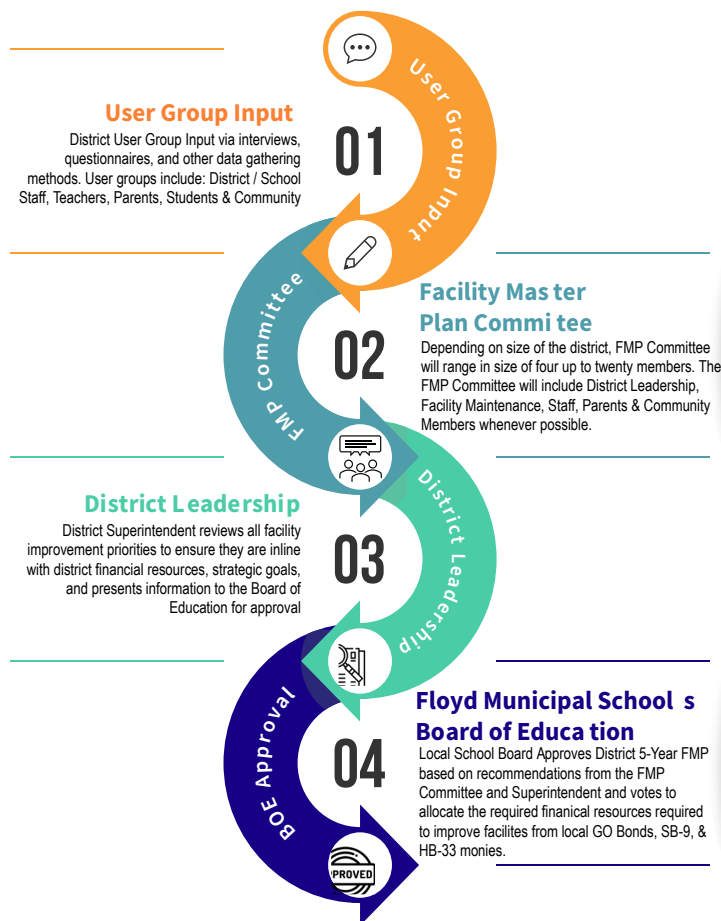 User Group Input
User Group Input
District User Group Input via interviews,
questionnaires, and other data gathering
methods. User groups include: District / School
Staff, Teachers, Parents, Students & Community
01
FMP Committee
Facility Mas ter
Plan Commi tee
02
Depending on size of the district, FMP Committee
will range in size of four up to twenty members. The
FMP Committee will include District Leadership,
Facility Maintenance, Staff, Parents & Community
Members whenever possible.
District Leadership
District Leadership
District Superintendent reviews all facility
improvement priorities to ensure they are inline
with district financial resources, strategic goals,
and presents information to the Board of
Education for approval
03
BOE Approval
Floyd Municipal School s
Board of Educa tion
04
Local School Board Approves District 5-Year FMP
based on recommendations from the FMP
Committee and Superintendent and votes to
allocate the required finanical resources required
to improve facilites from local GO Bonds, SB-9, &
HB-33 monies.
PROVED